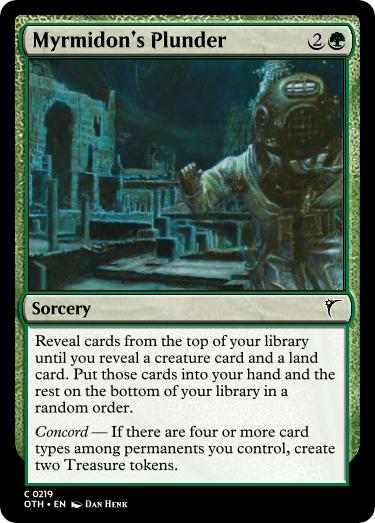 Myrmidon's Plunder 2
Sorcery
Reveal cards from the top of your library
until you reveal a creature card and a land
card. Put those cards into your hand and the
rest on the bottom of your library in a
random order.
Concord — If there are four or more card
types among permanents you control, create
two Treasure tokens.
C 0219
OTH • EN Dan Henk